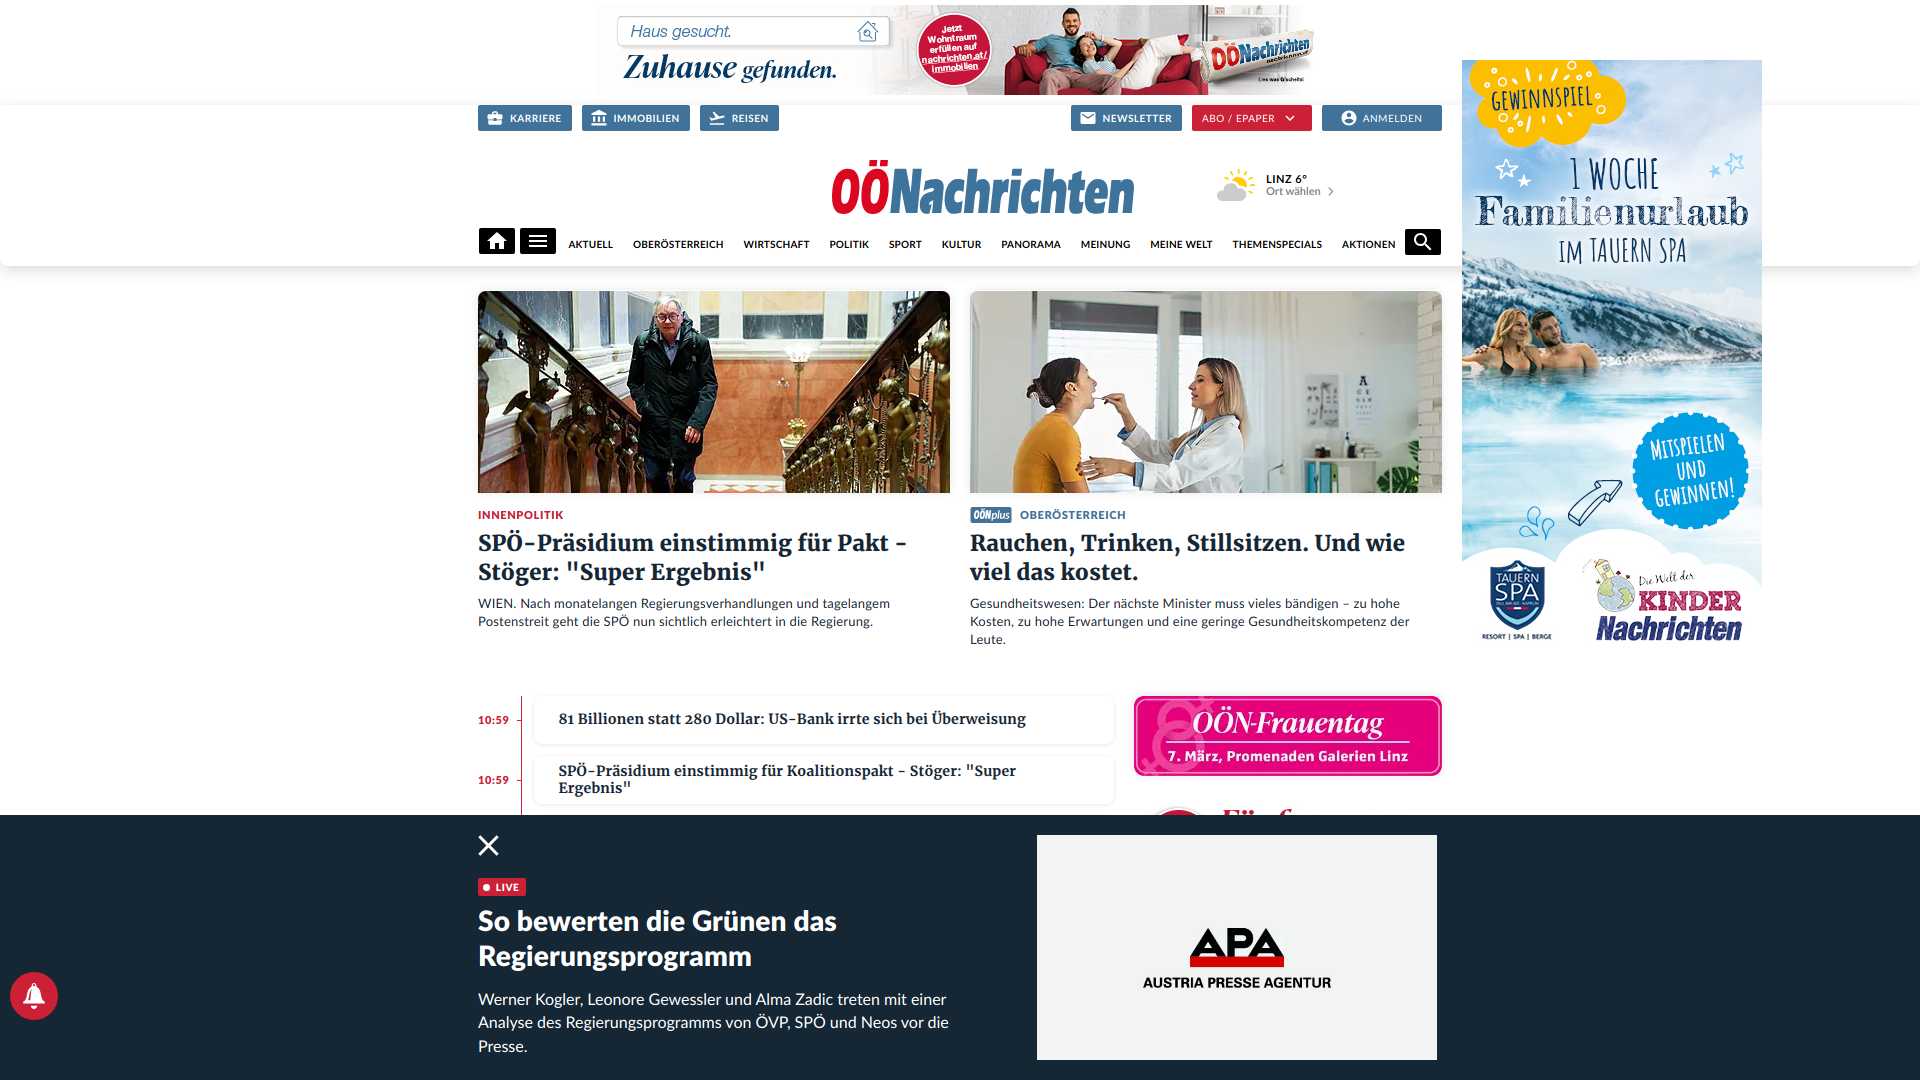 Haus gesucht.
Zuhause gefunden.
Jetzt
Wohntraum
erfüllen auf
nachrichten.at/
immobilien
OÖNachrichten
Lies was G'scheits!
KARRIERE
IMMOBILIEN
REISEN
NEWSLETTER
ABO / EPAPER
ANMELDEN
OÖNachrichten
LINZ 6°
Ort wählen
AKTUELL
OBERÖSTERREICH
WIRTSCHAFT
POLITIK
SPORT
KULTUR
PANORAMA
MEINUNG
MEINE WELT
THEMENSPECIALS
AKTIONEN
GEWINNSPIEL
1 WOCHE
Familienurlaub
IM TAUERN SPA
MITSPIELEN
UND
GEWINNEN!
TAUERN
SPA
RESORT | SPA | BERGE
Die Welt der
KINDER
Nachrichten
INNENPOLITIK
SPÖ-Präsidium einstimmig für Pakt -
Stöger: "Super Ergebnis"
WIEN. Nach monatelangen Regierungsverhandlungen und tagelangem
Postenstreit geht die SPÖ nun sichtlich erleichtert in die Regierung.
OÖNplus OBERÖSTERREICH
Rauchen, Trinken, Stillsitzen. Und wie
viel das kostet.
Gesundheitswesen: Der nächste Minister muss vieles bändigen – zu hohe
Kosten, zu hohe Erwartungen und eine geringe Gesundheitskompetenz der
Leute.
10:59
81 Billionen statt 280 Dollar: US-Bank irrte sich bei Überweisung
10:59
SPÖ-Präsidium einstimmig für Koalitionspakt - Stöger: "Super
Ergebnis"
OÖN-Frauentag
7. März, Promenaden Galerien Linz
LIVE
So bewerten die Grünen das
Regierungsprogramm
Werner Kogler, Leonore Gewessler und Alma Zadic treten mit einer
Analyse des Regierungsprogramms von ÖVP, SPÖ und Neos vor die
Presse.
APA
AUSTRIA PRESSE AGENTUR